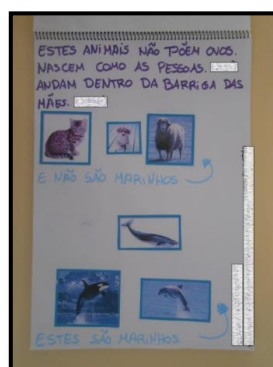 ESTES ANIMAIS NÃO PÕEM OVOS.
NASCEM COMO AS PESSOAS.
ANDAM DENTRO DA BARRIGA DAS
MÃES.
E NÃO SÃO MARINHOS
ESTES SÃO MARINHOS